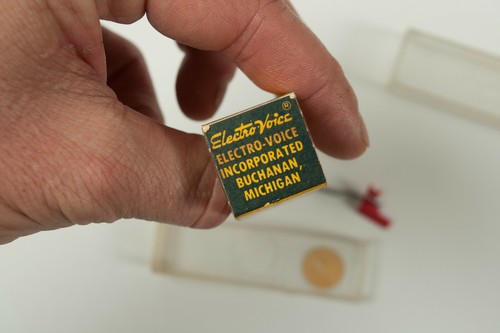 Electro-Voice ®
ELECTRO-VOICE
INCORPORATED
BUCHANAN,
MICHIGAN